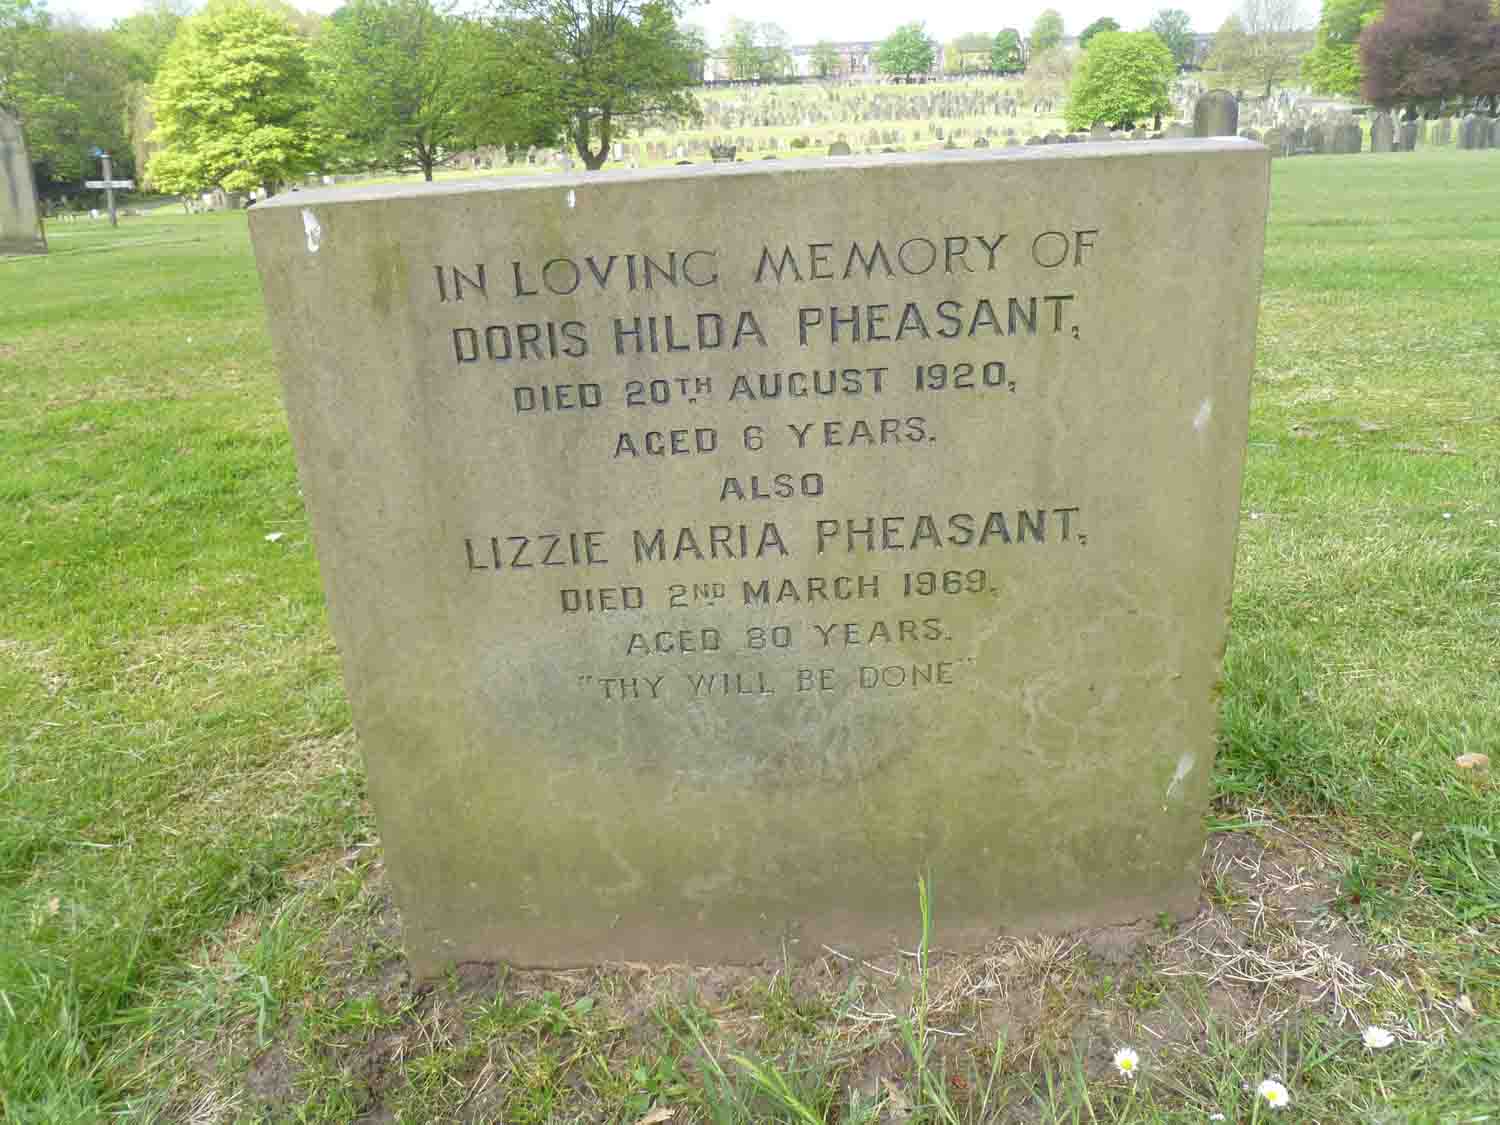 IN LOVING MEMORY OF
DORIS HILDA PHEASANT,
DIED 20TH AUGUST 1920,
AGED 6 YEARS.
ALSO
LIZZIE MARIA PHEASANT,
DIED 2ND MARCH 1969,
AGED 80 YEARS.
"THY WILL BE DONE"